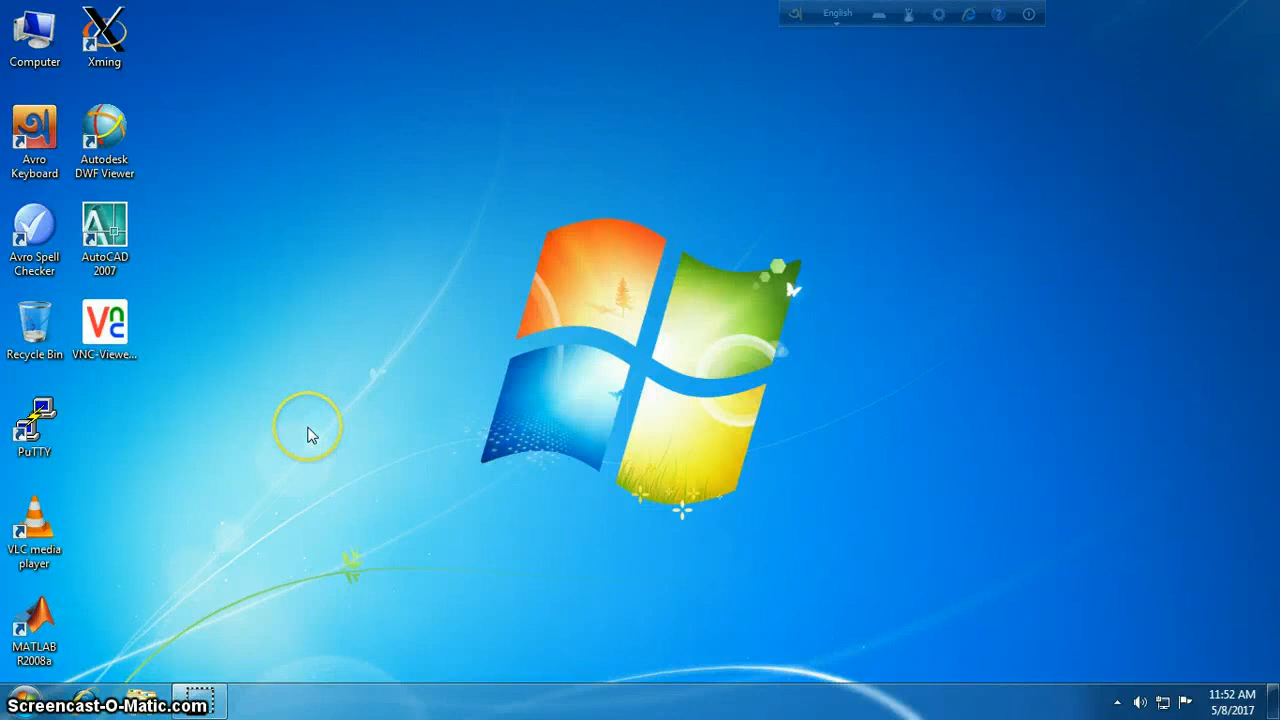 English
Computer
Xming
Avro
Keyboard
Autodesk
DWF Viewer
Avro Spell
Checker
AutoCAD
2007
Recycle Bin
VNC-Viewe...
PuTTY
VLC media
player
MATLAB
R2008a
Screencast-O-Matic.com
11:52 AM
5/8/2017